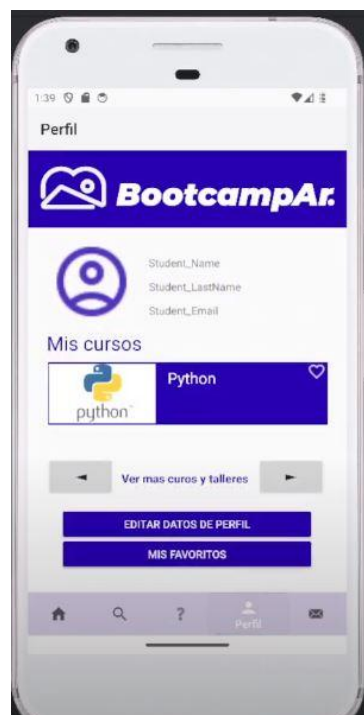 1:39
Perfil
BootcampAr.
Student_Name
Student_LastName
Student_Email
Mis cursos
Python
python
Ver mas curos y talleres
EDITAR DATOS DE PERFIL
MIS FAVORITOS
?
Perfil